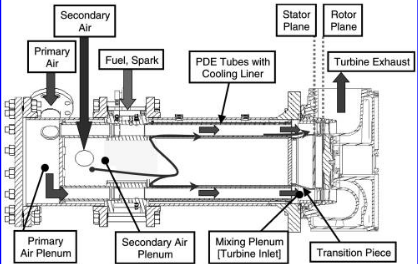 Secondary
Air
Stator
Plane
Rotor
Plane
Primary
Air
Fuel, Spark
PDE Tubes with
Cooling Liner
Turbine Exhaust
Primary
Air Plenum
Secondary Air
Plenum
Mixing Plenum
[Turbine Inlet]
Transition Piece